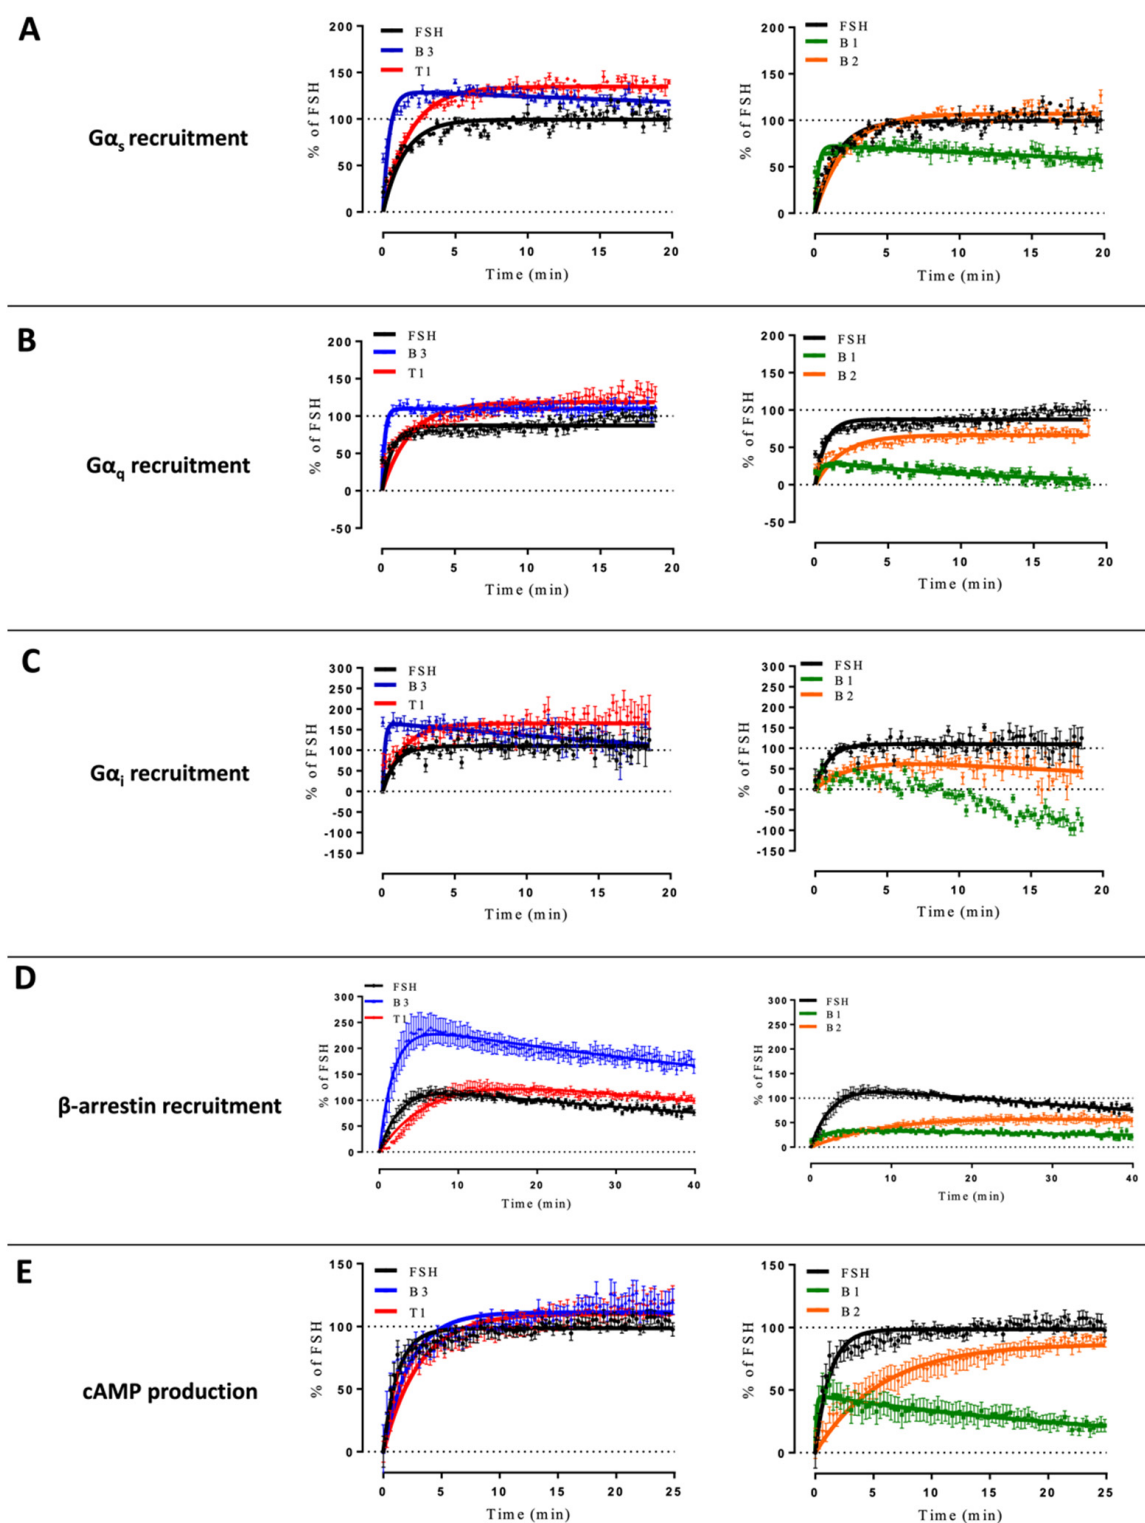 A
Gαs recruitment
FSH
B3
T1
% of FSH
200
150
100
50
0
0 5 10 15 20
Time (min)
FSH
B1
B2
% of FSH
200
150
100
50
0
0 5 10 15 20
Time (min)
B
Gαq recruitment
FSH
B3
T1
% of FSH
200
150
100
50
0
-50
0 5 10 15 20
Time (min)
FSH
B1
B2
% of FSH
200
150
100
50
0
-50
0 5 10 15 20
Time (min)
C
Gαi recruitment
FSH
B3
T1
% of FSH
300
250
200
150
100
50
0
-50
-100
-150
0 5 10 15 20
Time (min)
FSH
B1
B2
% of FSH
300
250
200
150
100
50
0
-50
-100
-150
0 5 10 15 20
Time (min)
D
β-arrestin recruitment
FSH
B3
T1
% of FSH
300
250
200
150
100
50
0
0 10 20 30 40
Time (min)
FSH
B1
B2
% of FSH
300
250
200
150
100
50
0
0 10 20 30 40
Time (min)
E
cAMP production
FSH
B3
T1
% of FSH
150
100
50
0
0 5 10 15 20 25
Time (min)
FSH
B1
B2
% of FSH
150
100
50
0
0 5 10 15 20 25
Time (min)